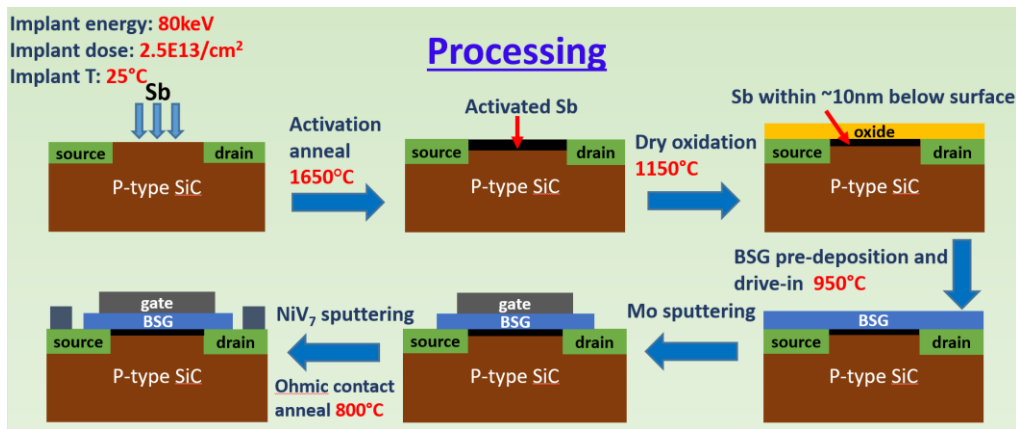 Implant energy: 80keV
Implant dose: 2.5E13/cm²
Implant T: 25°C
Processing
Sb
source
drain
P-type SiC
Activation
anneal
1650°C
Activated Sb
source
drain
P-type SiC
Dry oxidation
1150°C
Sb within ~10nm below surface
oxide
source
drain
P-type SiC
BSG pre-deposition and
drive-in 950°C
BSG
source
drain
P-type SiC
Mo sputtering
gate
BSG
source
drain
P-type SiC
NiV₇ sputtering
Ohmic contact
anneal 800°C
gate
BSG
source
drain
P-type SiC